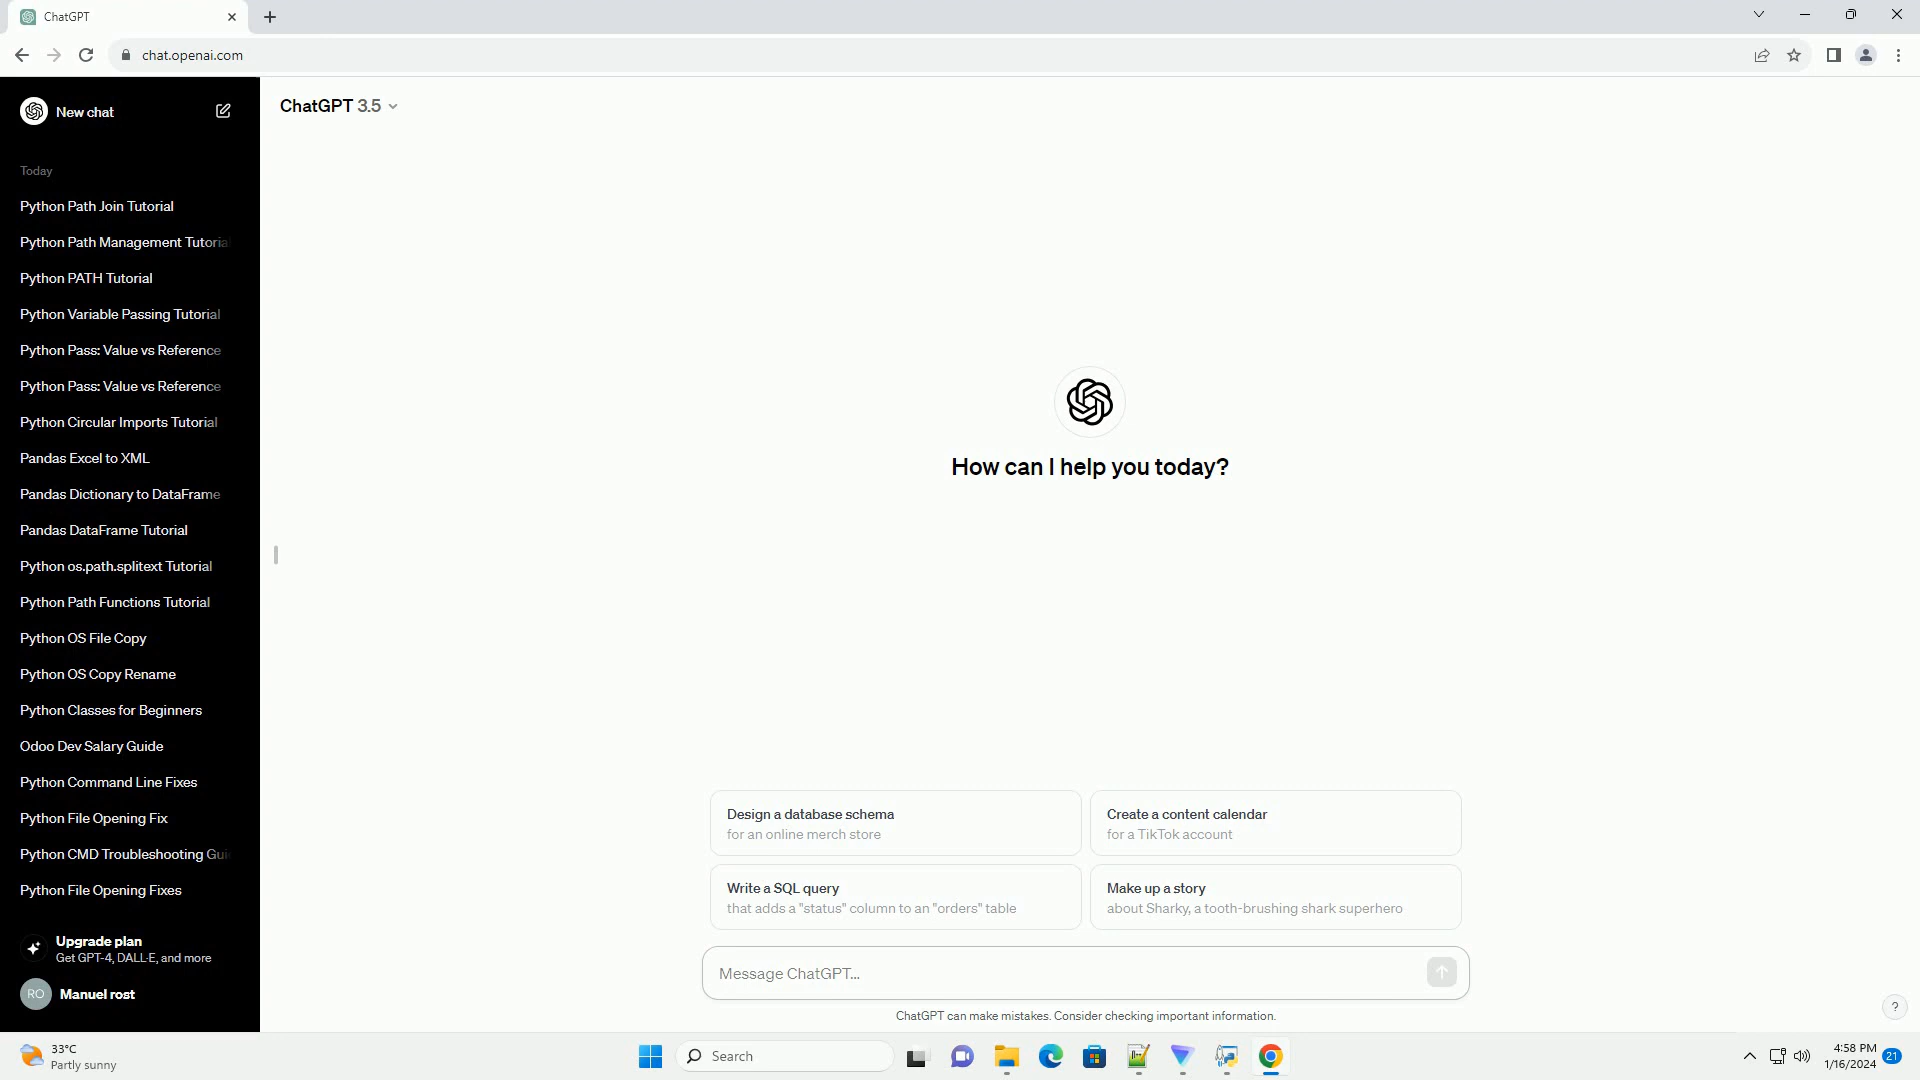 ChatGPT
chat.openai.com
New chat
Today
Python Path Join Tutorial
Python Path Management Tutoria
Python PATH Tutorial
Python Variable Passing Tutorial
Python Pass: Value vs Reference
Python Pass: Value vs Reference
Python Circular Imports Tutorial
Pandas Excel to XML
Pandas Dictionary to DataFrame
Pandas DataFrame Tutorial
Python os.path.splitext Tutorial
Python Path Functions Tutorial
Python OS File Copy
Python OS Copy Rename
Python Classes for Beginners
Odoo Dev Salary Guide
Python Command Line Fixes
Python File Opening Fix
Python CMD Troubleshooting Gui
Python File Opening Fixes
Upgrade plan
Get GPT-4, DALL·E, and more
RO Manuel rost
ChatGPT 3.5
How can I help you today?
Design a database schema
for an online merch store
Create a content calendar
for a TikTok account
Write a SQL query
that adds a "status" column to an "orders" table
Make up a story
about Sharky, a tooth-brushing shark superhero
Message ChatGPT...
ChatGPT can make mistakes. Consider checking important information.
?
33°C
Partly sunny
Search
4:58 PM
1/16/2024
21